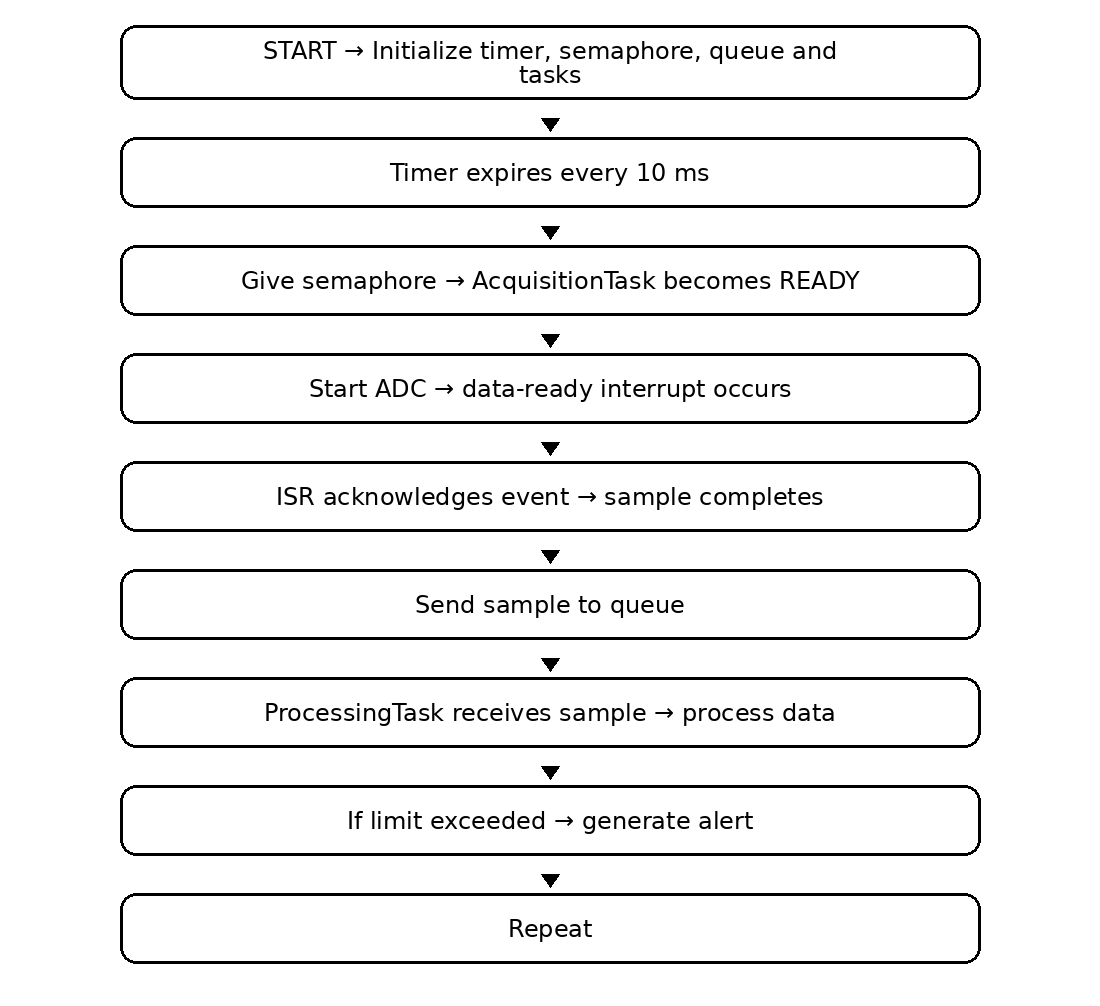 START → Initialize timer, semaphore, queue and
tasks
Timer expires every 10 ms
Give semaphore → AcquisitionTask becomes READY
Start ADC → data-ready interrupt occurs
ISR acknowledges event → sample completes
Send sample to queue
ProcessingTask receives sample → process data
If limit exceeded → generate alert
Repeat